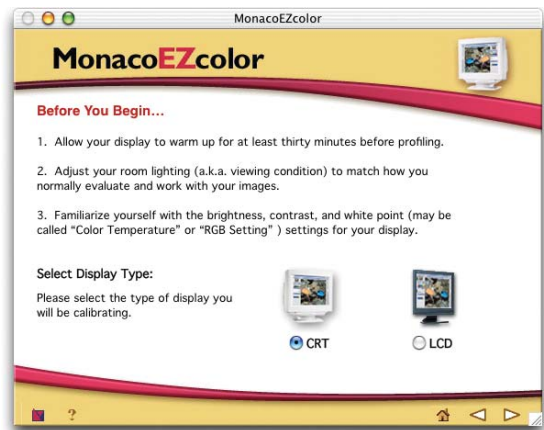 MonacoEZcolor
MonacoEZcolor
Before You Begin...
1. Allow your display to warm up for at least thirty minutes before profiling.
2. Adjust your room lighting (a.k.a. viewing condition) to match how you
normally evaluate and work with your images.
3. Familiarize yourself with the brightness, contrast, and white point (may be
called “Color Temperature” or “RGB Setting” ) settings for your display.
Select Display Type:
Please select the type of display you
will be calibrating.
CRT
LCD
?